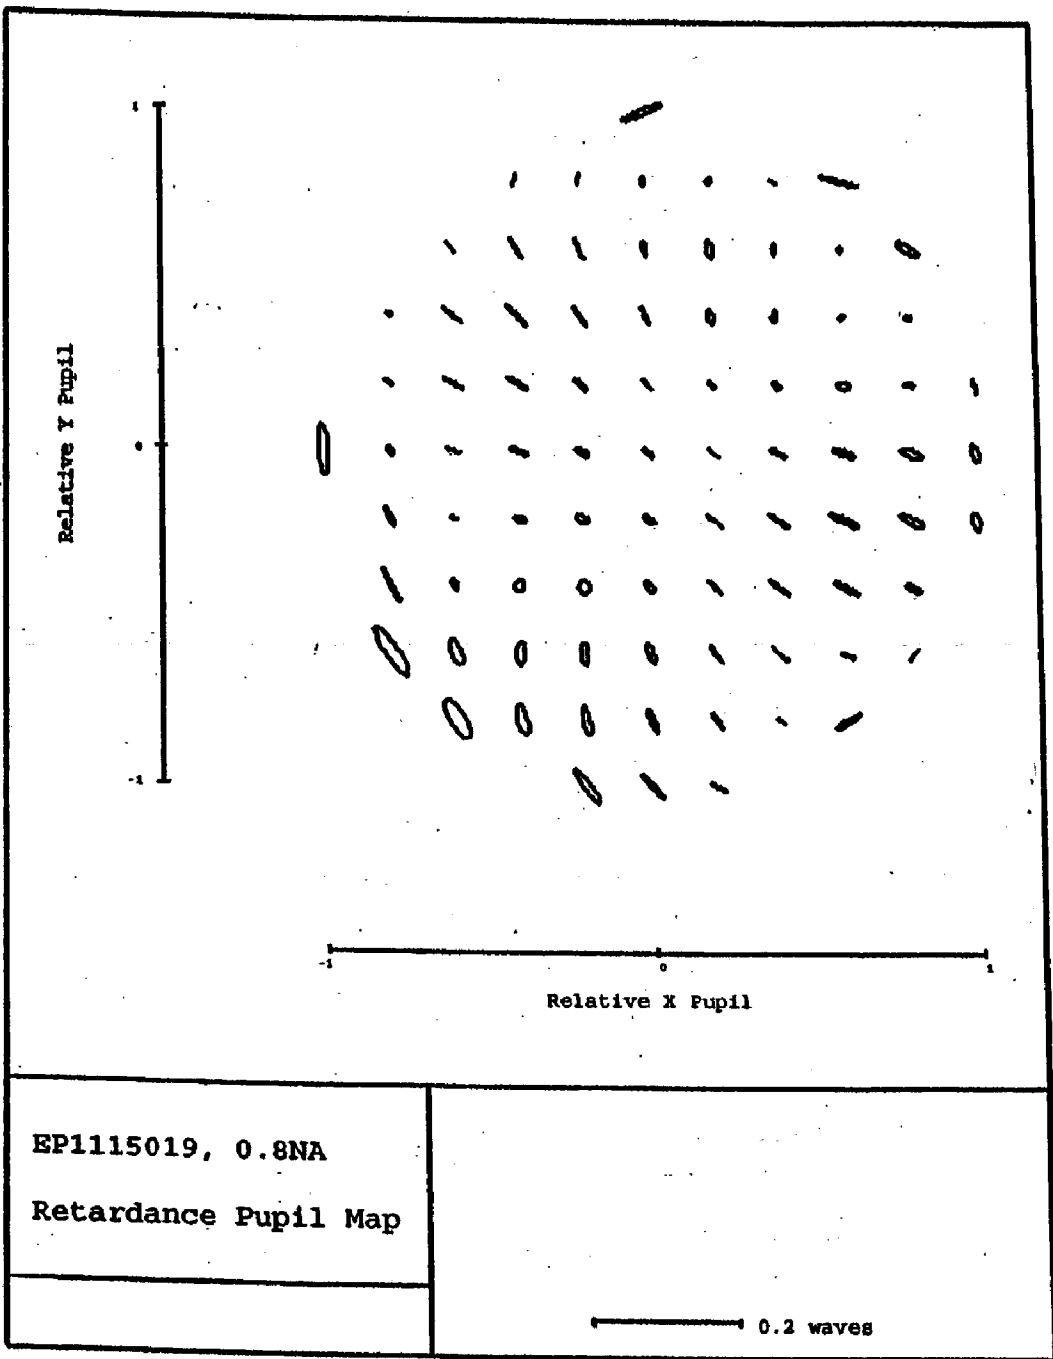 1
Relative Y Pupil
0
-1
-1 0 1
Relative X Pupil
EP1115019, 0.8NA
Retardance Pupil Map
0.2 waves